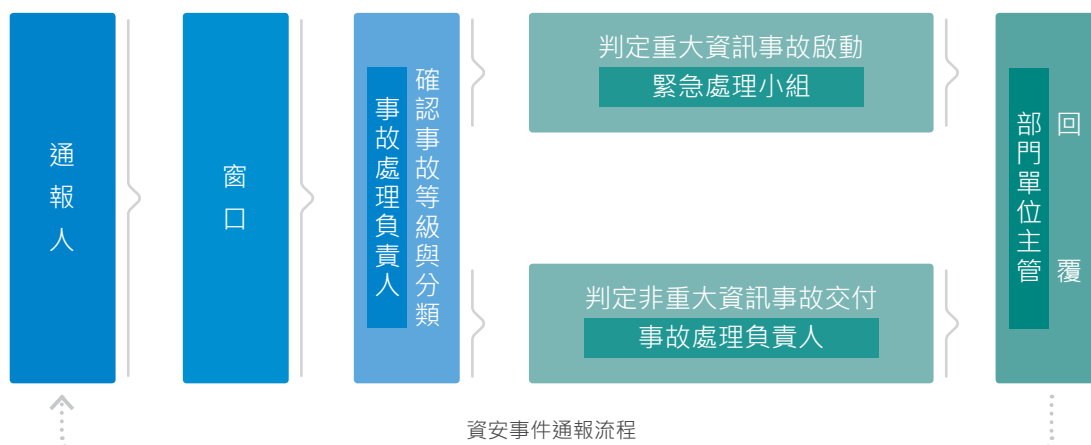 通報人
窗口
確認事故等級與分類
事故處理負責人
判定重大資訊事故啟動
緊急處理小組
判定非重大資訊事故交付
事故處理負責人
回覆
部門單位主管
資安事件通報流程